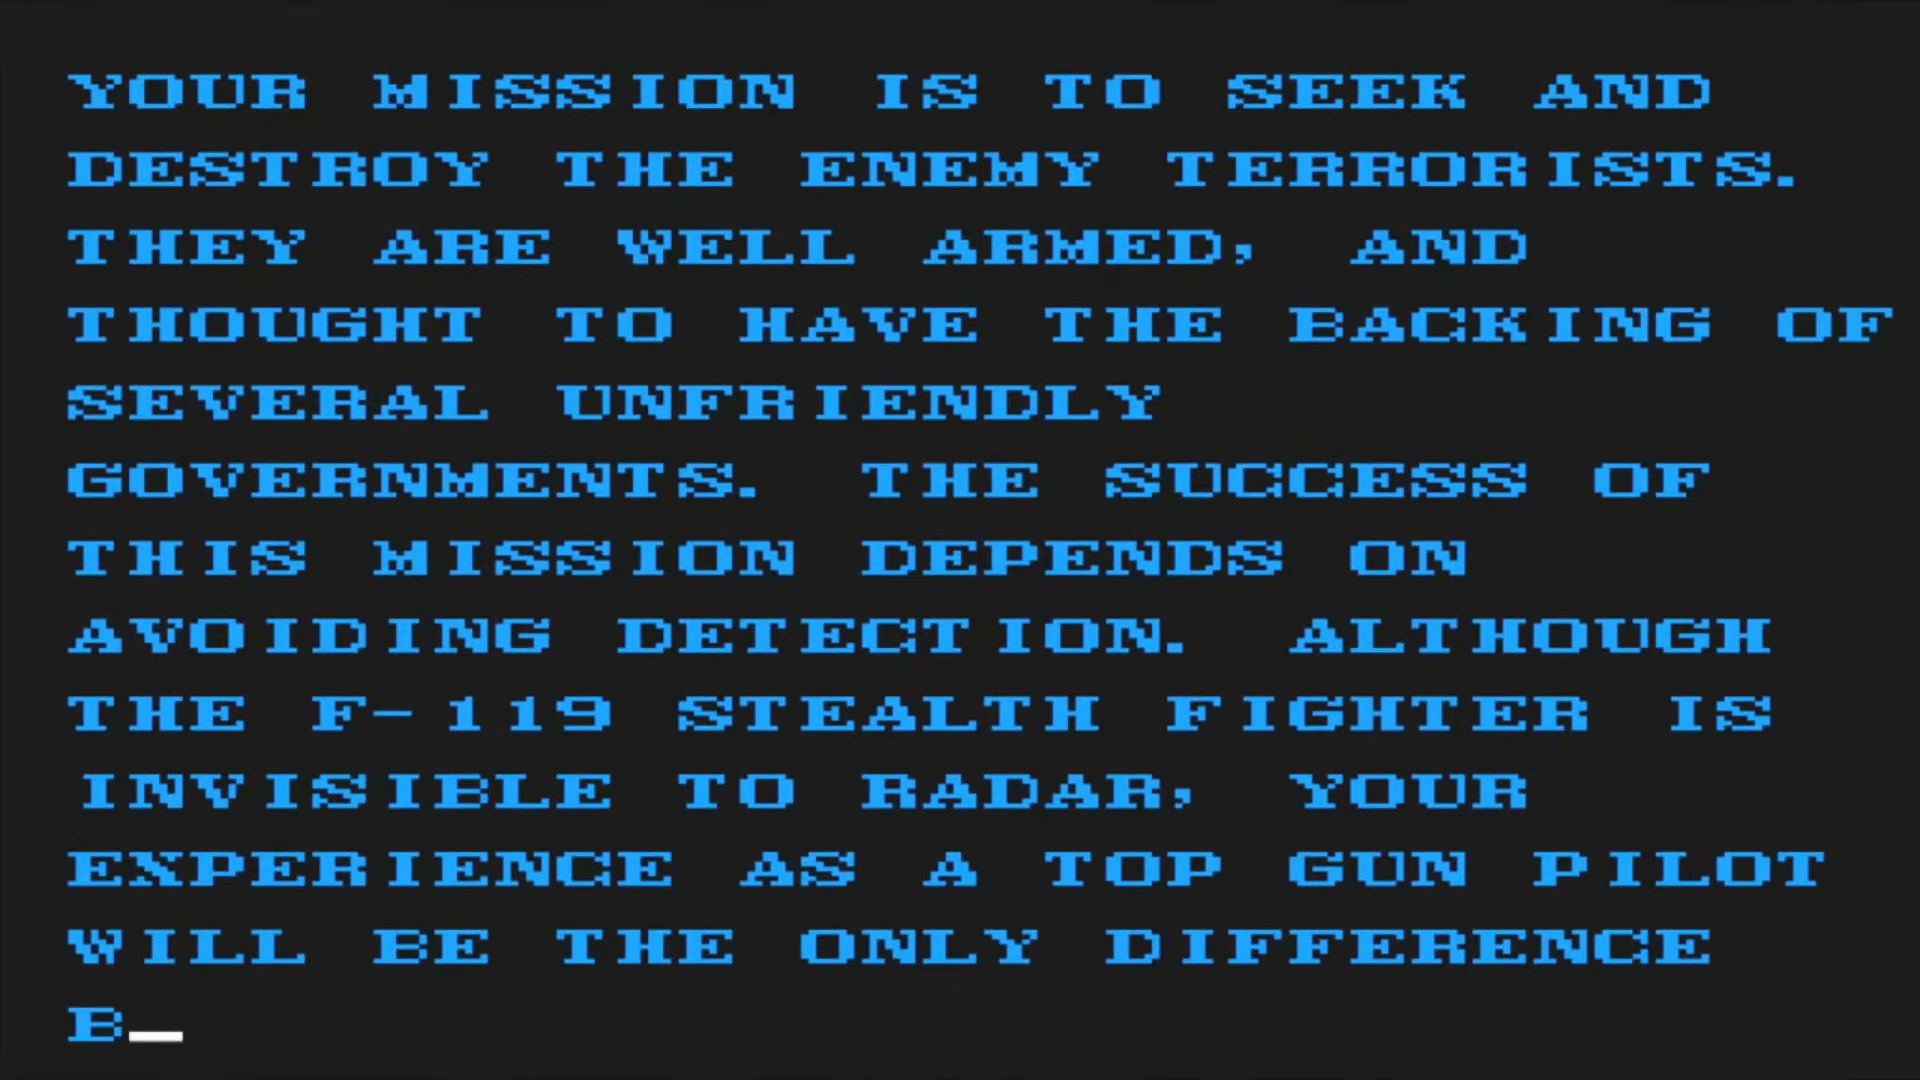 YOUR MISSION IS TO SEEK AND
DESTROY THE ENEMY TERRORISTS.
THEY ARE WELL ARMED, AND
THOUGHT TO HAVE THE BACKING OF
SEVERAL UNFRIENDLY
GOVERNMENTS. THE SUCCESS OF
THIS MISSION DEPENDS ON
AVOIDING DETECTION. ALTHOUGH
THE F-119 STEALTH FIGHTER IS
INVISIBLE TO RADAR, YOUR
EXPERIENCE AS A TOP GUN PILOT
WILL BE THE ONLY DIFFERENCE
B_